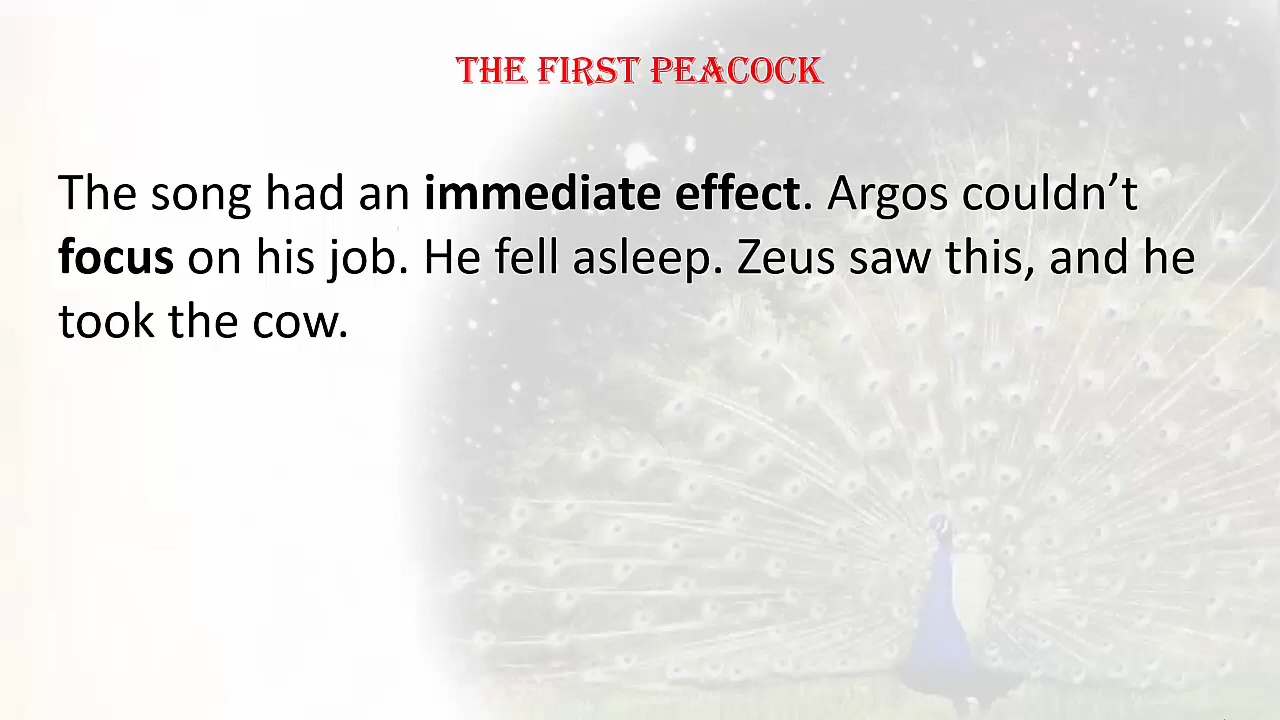 THE FIRST PEACOCK
The song had an immediate effect. Argos couldn’t
focus on his job. He fell asleep. Zeus saw this, and he
took the cow.